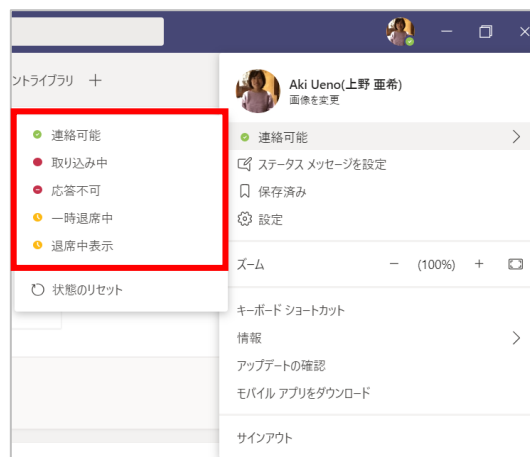 ントライブラリ ＋
Aki Ueno(上野 亜希)
画像を変更
連絡可能
取り込み中
応答不可
一時退席中
退席中表示
状態のリセット
連絡可能
ステータス メッセージを設定
保存済み
設定
ズーム － (100%) +
キーボード ショートカット
情報
アップデートの確認
モバイル アプリをダウンロード
サインアウト